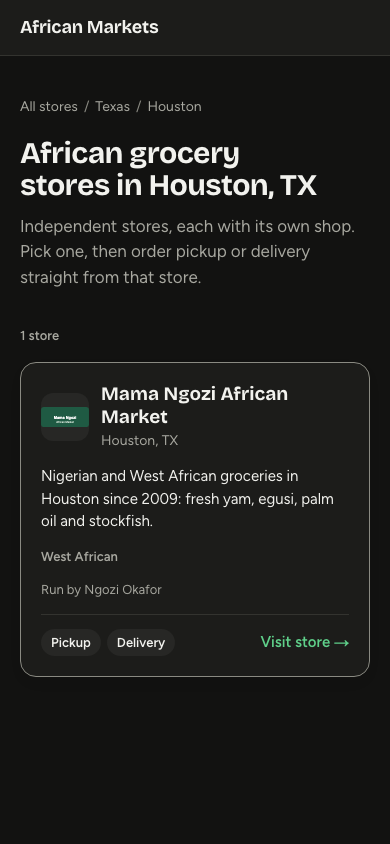 African Markets
All stores / Texas / Houston
African grocery
stores in Houston, TX
Independent stores, each with its own shop.
Pick one, then order pickup or delivery
straight from that store.
1 store
Mama Ngozi
Mama Ngozi African
Market
Houston, TX
Nigerian and West African groceries in
Houston since 2009: fresh yam, egusi, palm
oil and stockfish.
West African
Run by Ngozi Okafor
Pickup
Delivery
Visit store →